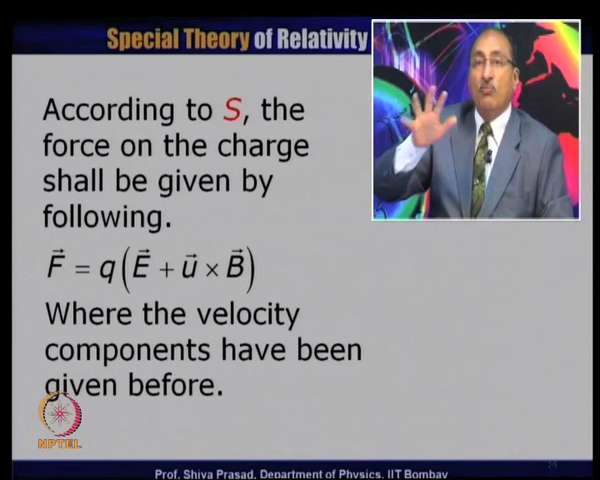 Special Theory of Relativity
According to S, the
force on the charge
shall be given by
following.
F⃗ = q(E⃗ + u⃗ × B⃗)
Where the velocity
components have been
given before.
NPTEL
Prof. Shiva Prasad, Department of Physics, IIT Bombay